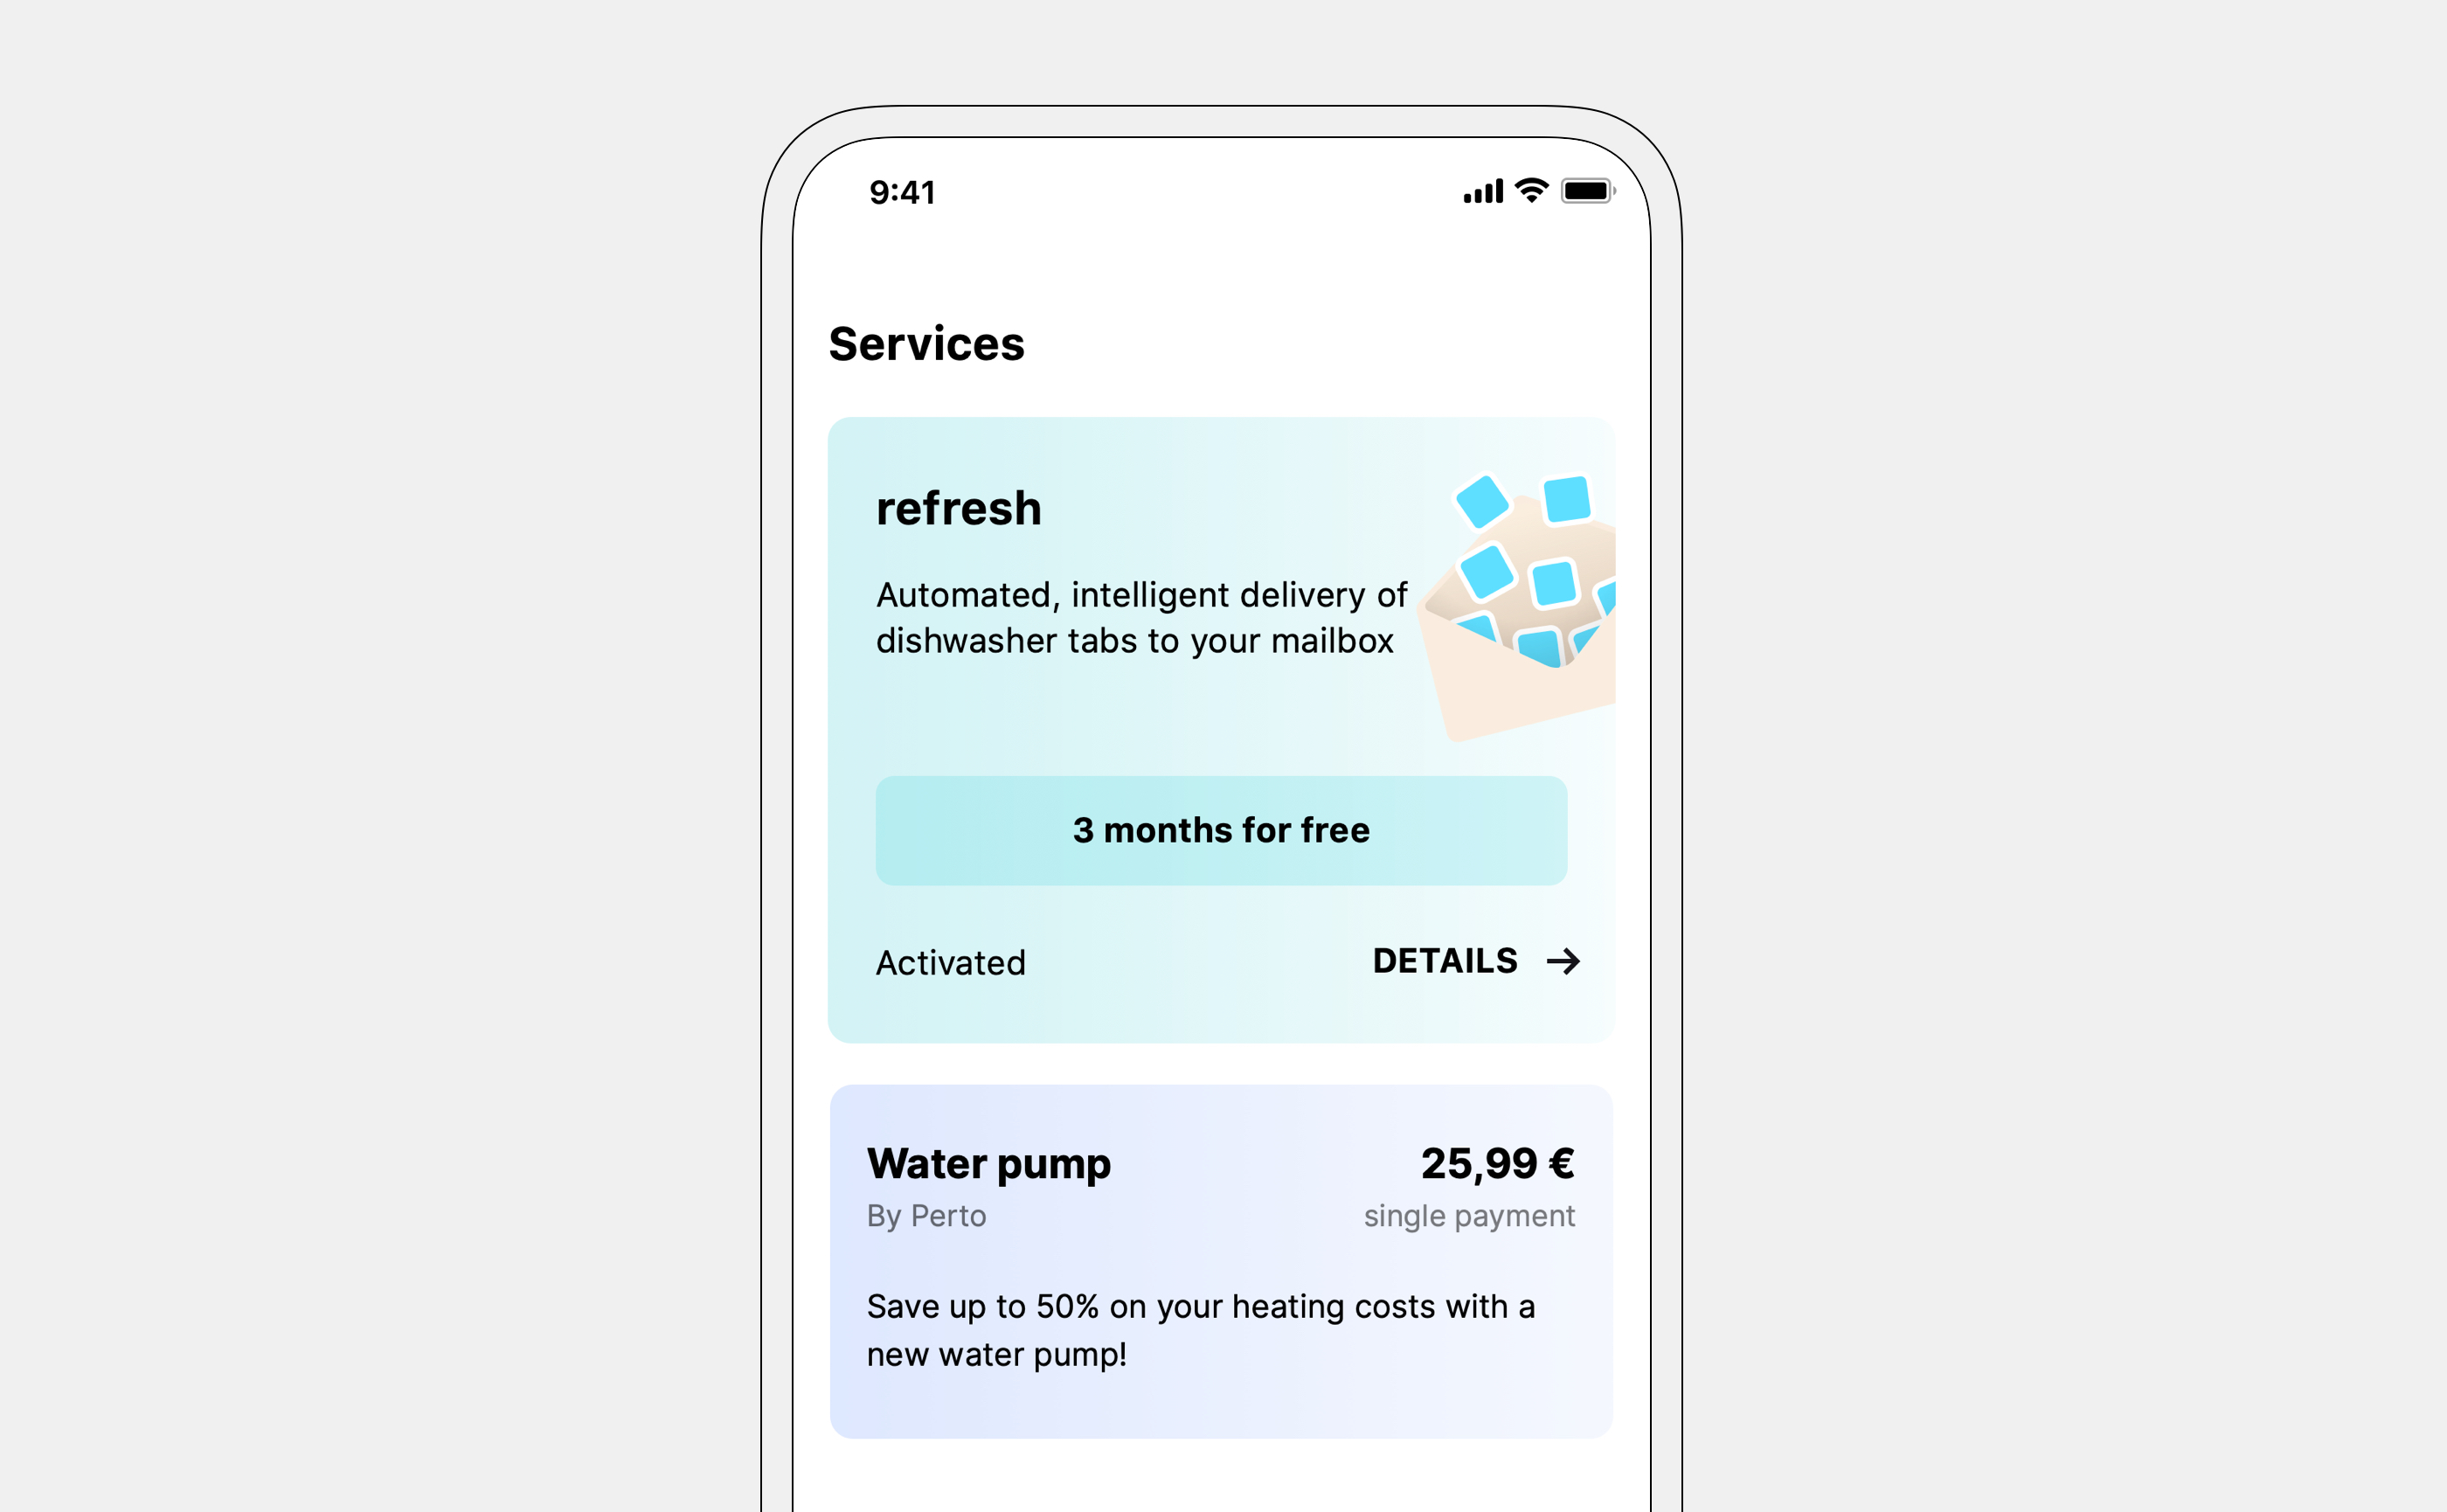 9:41
Services
refresh
Automated, intelligent delivery of
dishwasher tabs to your mailbox
3 months for free
Activated
DETAILS
Water pump
25,99 €
By Perto
single payment
Save up to 50% on your heating costs with a
new water pump!